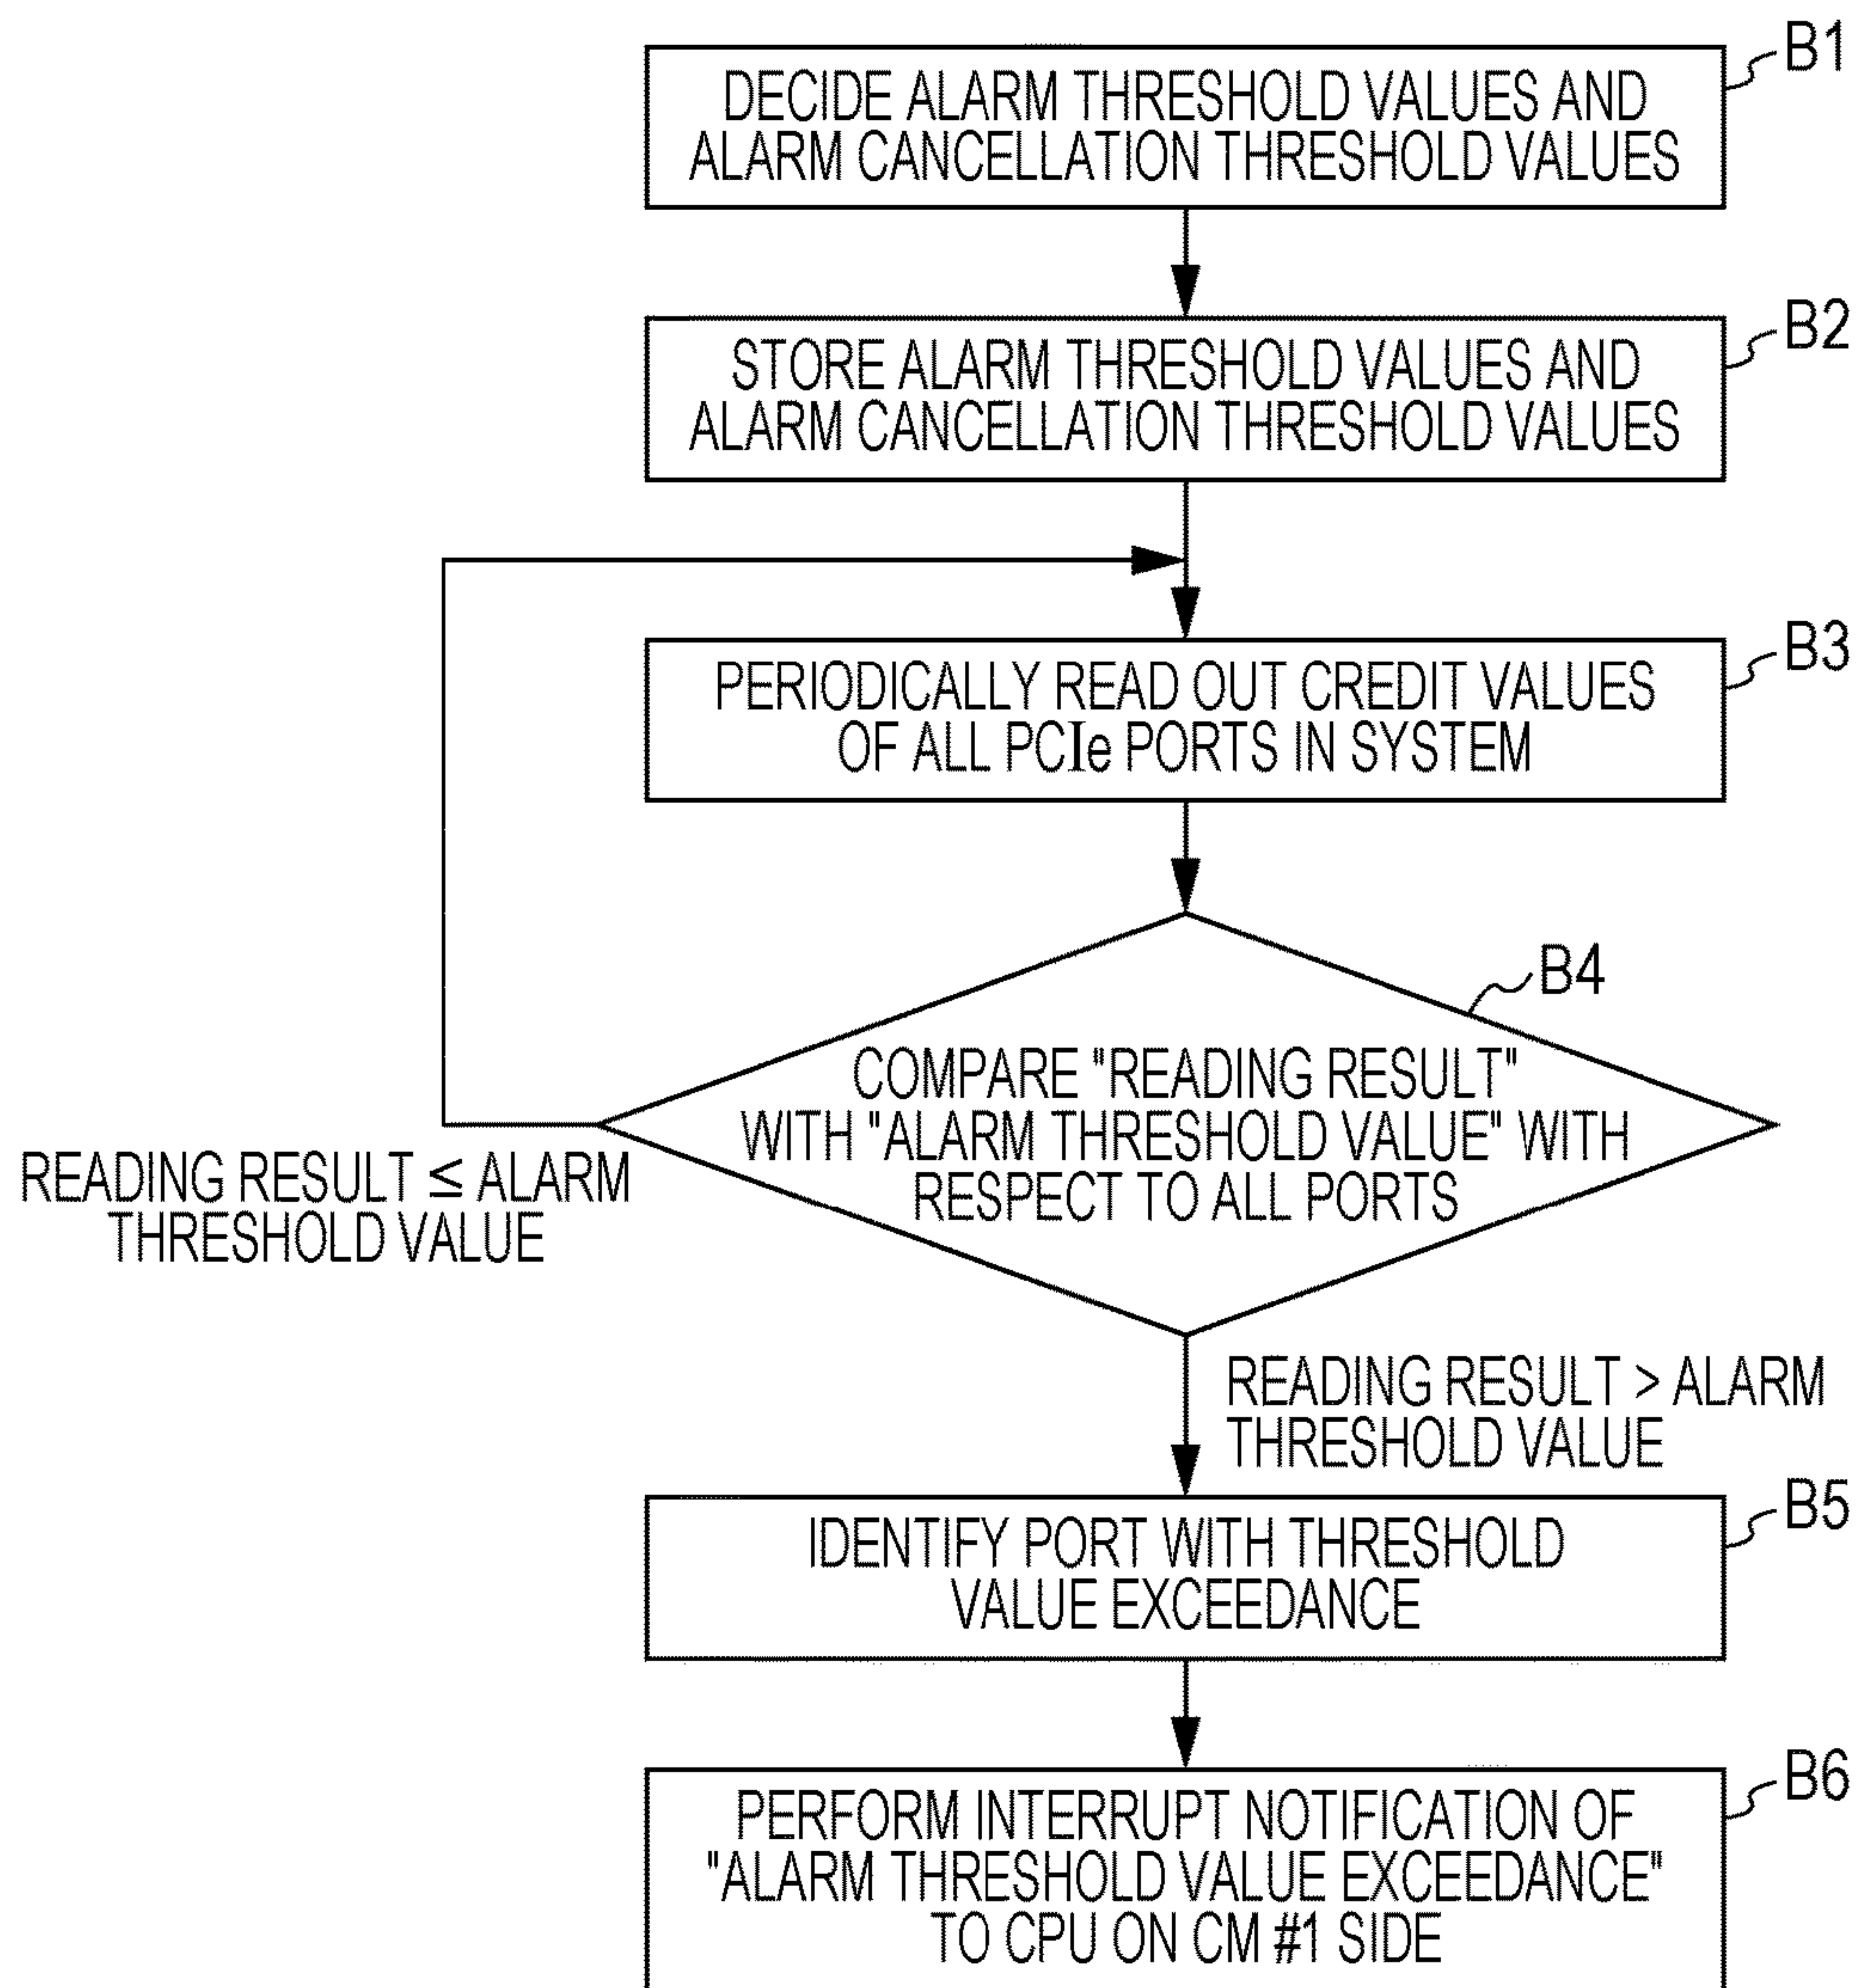 B1
DECIDE ALARM THRESHOLD VALUES AND
ALARM CANCELLATION THRESHOLD VALUES
B2
STORE ALARM THRESHOLD VALUES AND
ALARM CANCELLATION THRESHOLD VALUES
B3
PERIODICALLY READ OUT CREDIT VALUES
OF ALL PCIe PORTS IN SYSTEM
B4
COMPARE "READING RESULT"
WITH "ALARM THRESHOLD VALUE" WITH
RESPECT TO ALL PORTS
READING RESULT ≤ ALARM
THRESHOLD VALUE
READING RESULT > ALARM
THRESHOLD VALUE
B5
IDENTIFY PORT WITH THRESHOLD
VALUE EXCEEDANCE
B6
PERFORM INTERRUPT NOTIFICATION OF
"ALARM THRESHOLD VALUE EXCEEDANCE"
TO CPU ON CM #1 SIDE